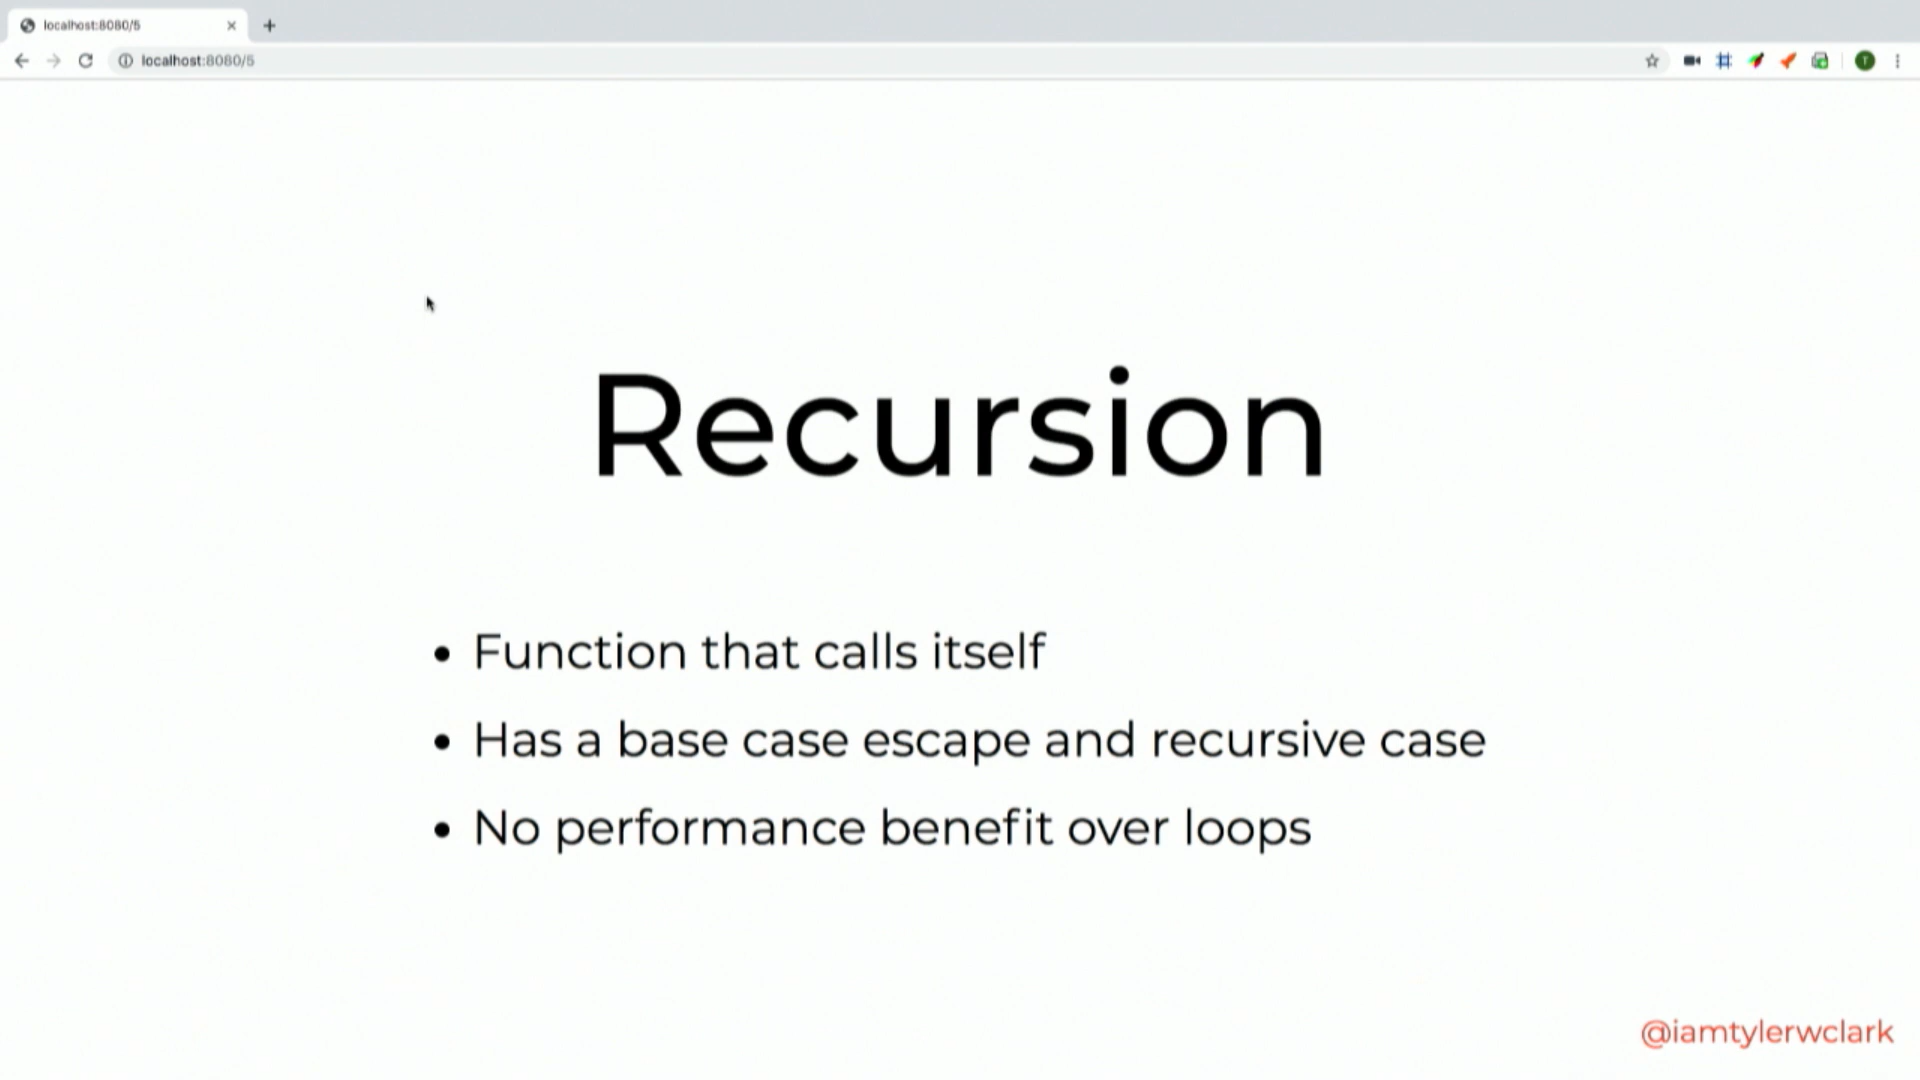 localhost:8080/5
localhost:8080/5
Recursion
• Function that calls itself
• Has a base case escape and recursive case
• No performance benefit over loops
@iamtylerwclark